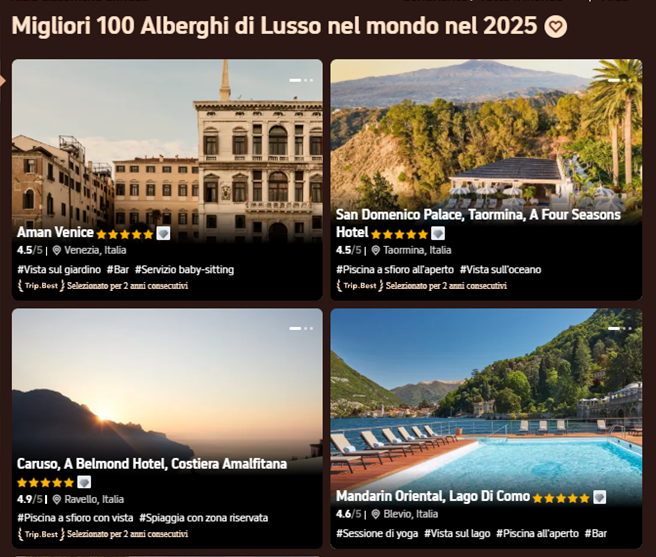 Migliori 100 Alberghi di Lusso nel mondo nel 2025
Aman Venice
4.5/5 | Venezia, Italia
#Vista sul giardino #Bar #Servizio baby-sitting
Trip.Best Selezionato per 2 anni consecutivi
San Domenico Palace, Taormina, A Four Seasons
Hotel
4.5/5 | Taormina, Italia
#Piscina a sfioro all'aperto #Vista sull'oceano
Trip.Best Selezionato per 2 anni consecutivi
Caruso, A Belmond Hotel, Costiera Amalfitana
4.9/5 | Ravello, Italia
#Piscina a sfioro con vista #Spiaggia con zona riservata
Trip.Best Selezionato per 2 anni consecutivi
Mandarin Oriental, Lago Di Como
4.6/5 | Blevio, Italia
#Sessione di yoga #Vista sul lago #Piscina all'aperto #Bar